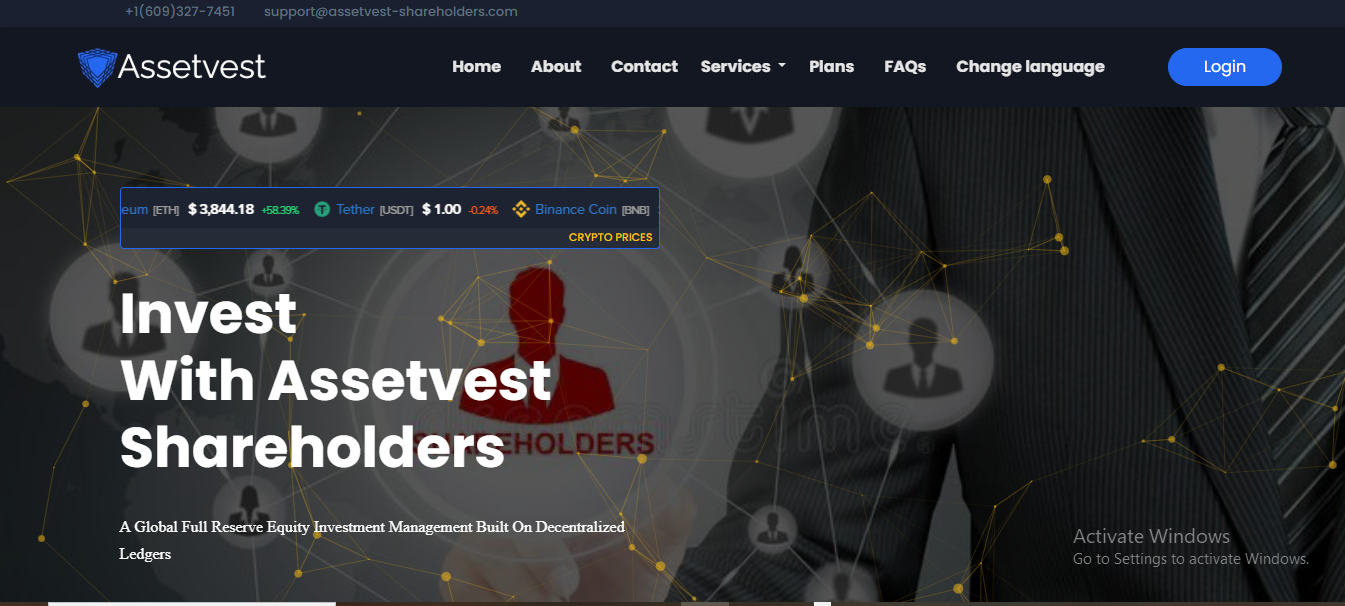 +1(609)327-7451 support@assetvest-shareholders.com
Assetvest Home About Contact Services Plans FAQs Change language Login
eum [ETH] $ 3,844.18 +58.39% Tether [USDT] $ 1.00 -0.24% Binance Coin [BNB]
CRYPTO PRICES
Invest
With Assetvest
Shareholders
SHAREHOLDERS
dreamstime
A Global Full Reserve Equity Investment Management Built On Decentralized
Ledgers
Activate Windows
Go to Settings to activate Windows.